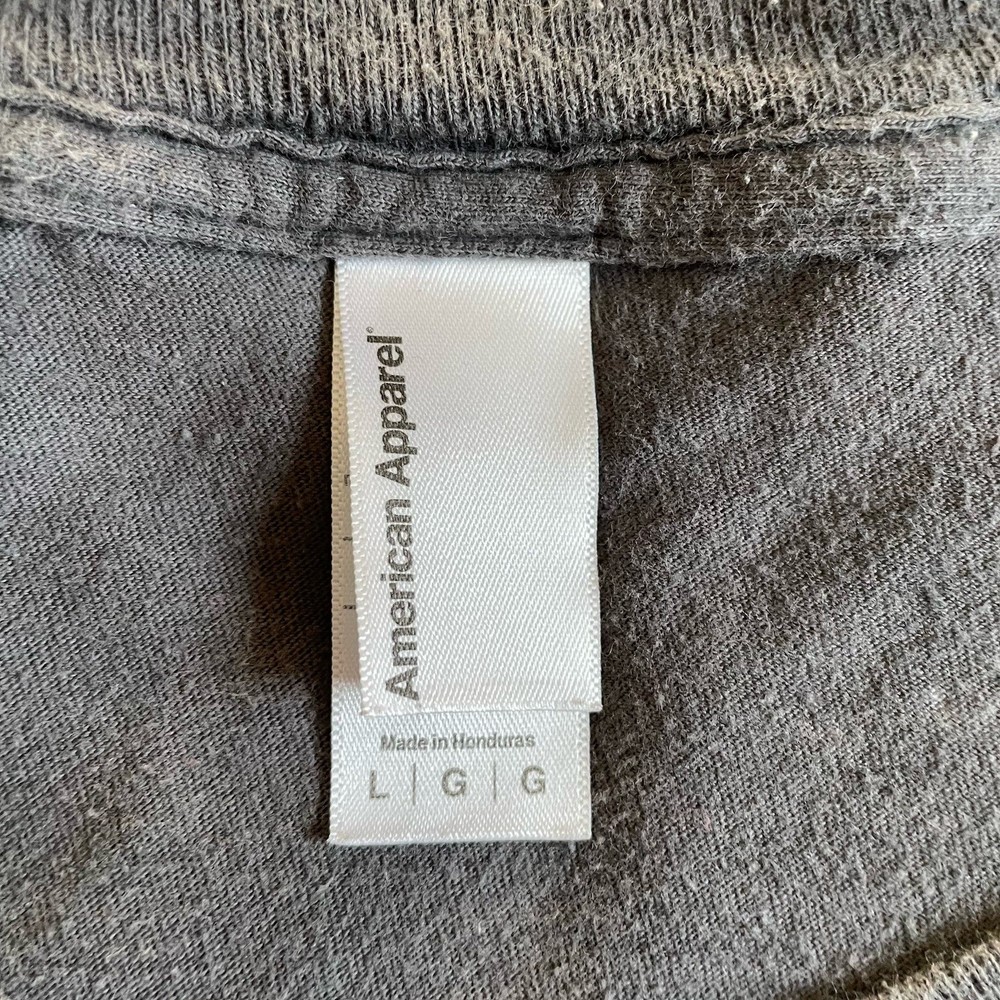 American Apparel®
Made in Honduras
L | G | G